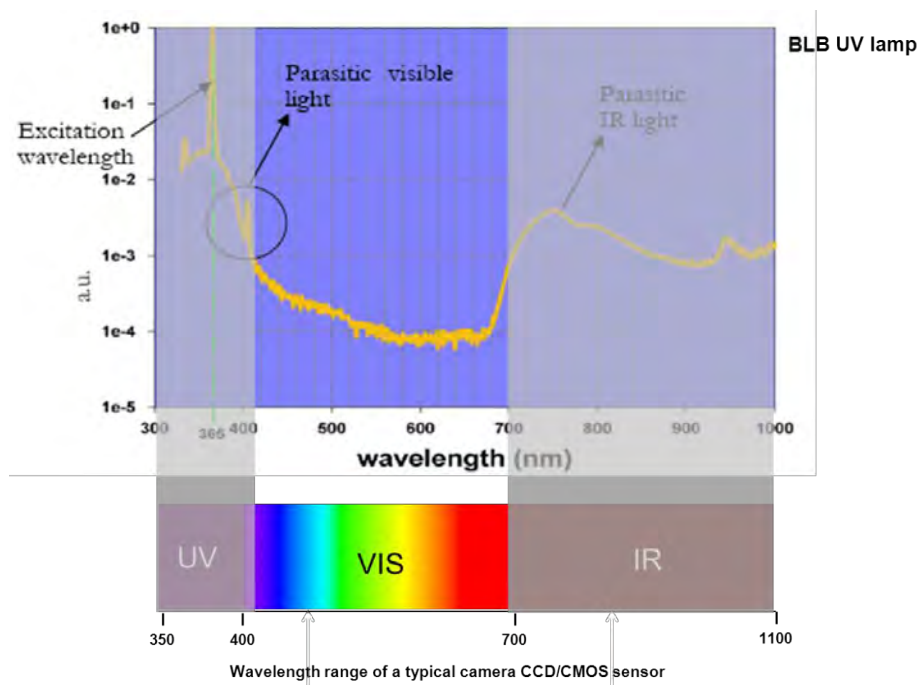 BLB UV lamp
1e+0
1e-1
1e-2
1e-3
1e-4
1e-5
a.u.
Excitation
wavelength
Parasitic visible
light
Parasitic
IR light
300 365 400 500 600 700 800 900 1000
wavelength (nm)
UV VIS IR
350 400 700 1100
Wavelength range of a typical camera CCD/CMOS sensor